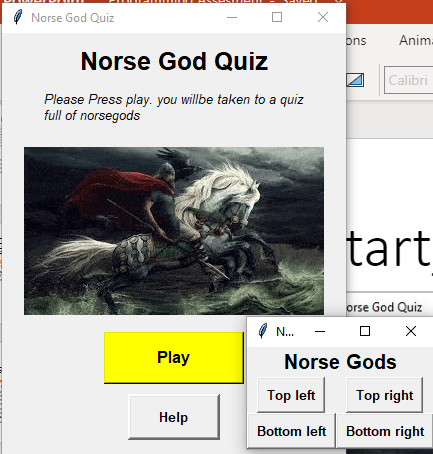 PowerPoint Programming Assesment - Saved
Norse God Quiz
ons Anima
Norse God Quiz
Calibri
Please Press play. you willbe taken to a quiz
full of norsegods
tart
orse God Quiz
Play
N...
Norse Gods
Top left Top right
Help
Bottom left Bottom right